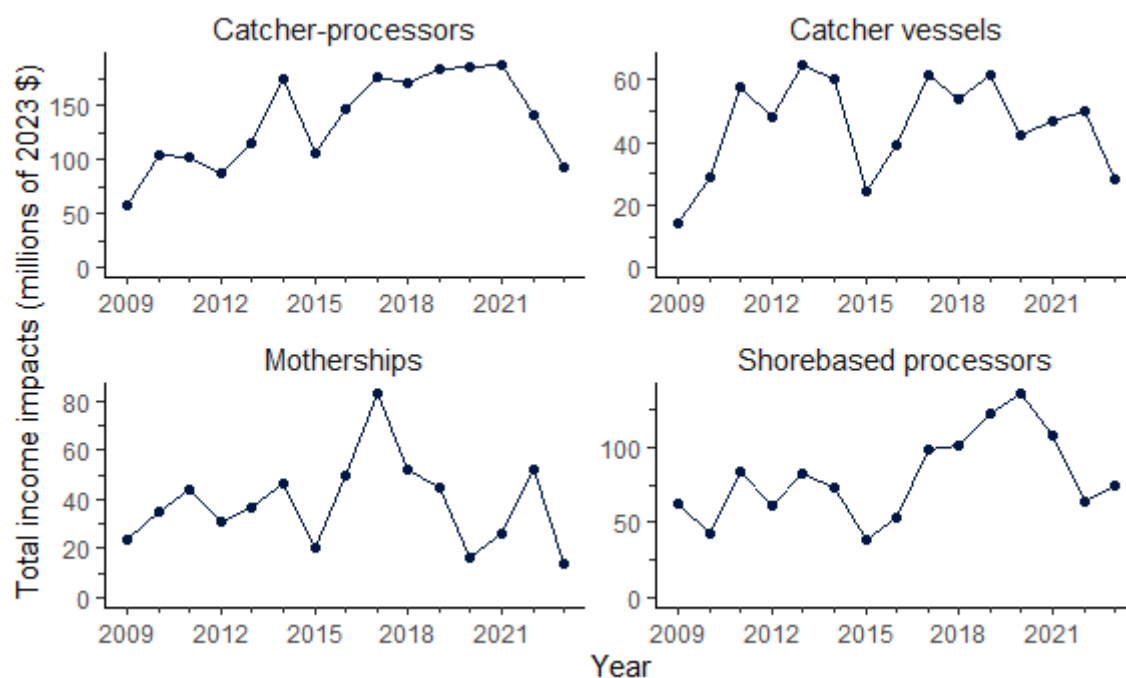 Catcher-processors
Catcher vessels
Total income impacts (millions of 2023 $)
150
100
50
0
2009 2012 2015 2018 2021
60
40
20
0
2009 2012 2015 2018 2021
Motherships
Shorebased processors
80
60
40
20
0
2009 2012 2015 2018 2021
100
50
0
2009 2012 2015 2018 2021
Year